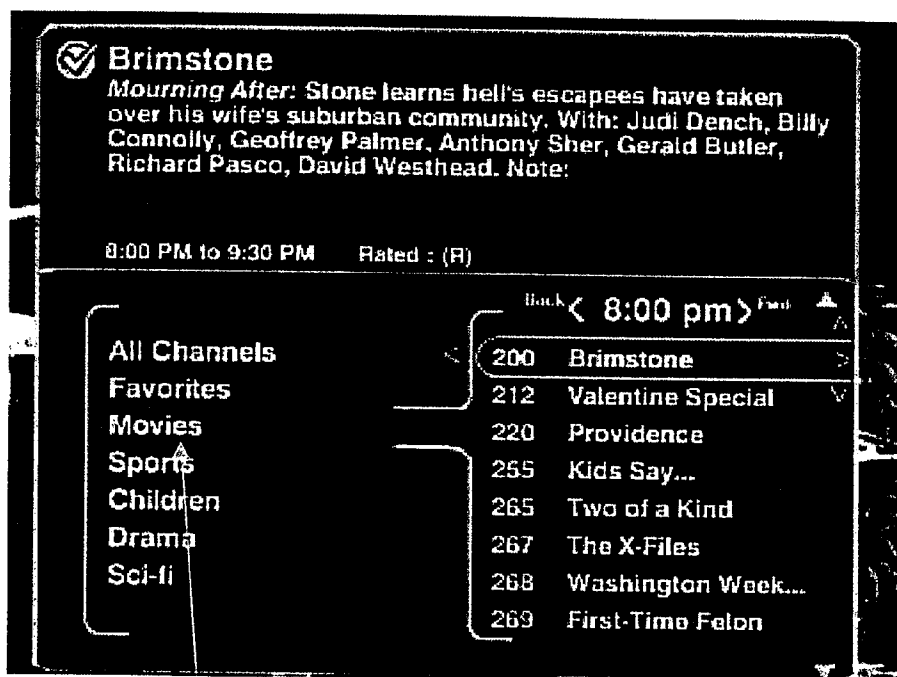 Brimstone
Mourning After: Stone learns hell's escapees have taken
over his wife's suburban community. With: Judi Dench, Billy
Connolly, Geoffrey Palmer, Anthony Sher, Gerald Butler,
Richard Pasco, David Westhead. Note:
8:00 PM to 9:30 PM Rated : (R)
Back < 8:00 pm >
All Channels
Favorites
Movies
Sports
Children
Drama
Sci-fi
200 Brimstone
212 Valentine Special
220 Providence
255 Kids Say...
265 Two of a Kind
267 The X-Files
268 Washington Week...
269 First-Time Felon